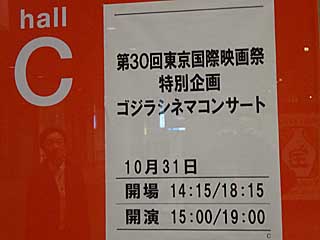 hall
C
第30回東京国際映画祭
特別企画
ゴジラシネマコンサート
10月31日
開場 14:15/18:15
開演 15:00/19:00
C